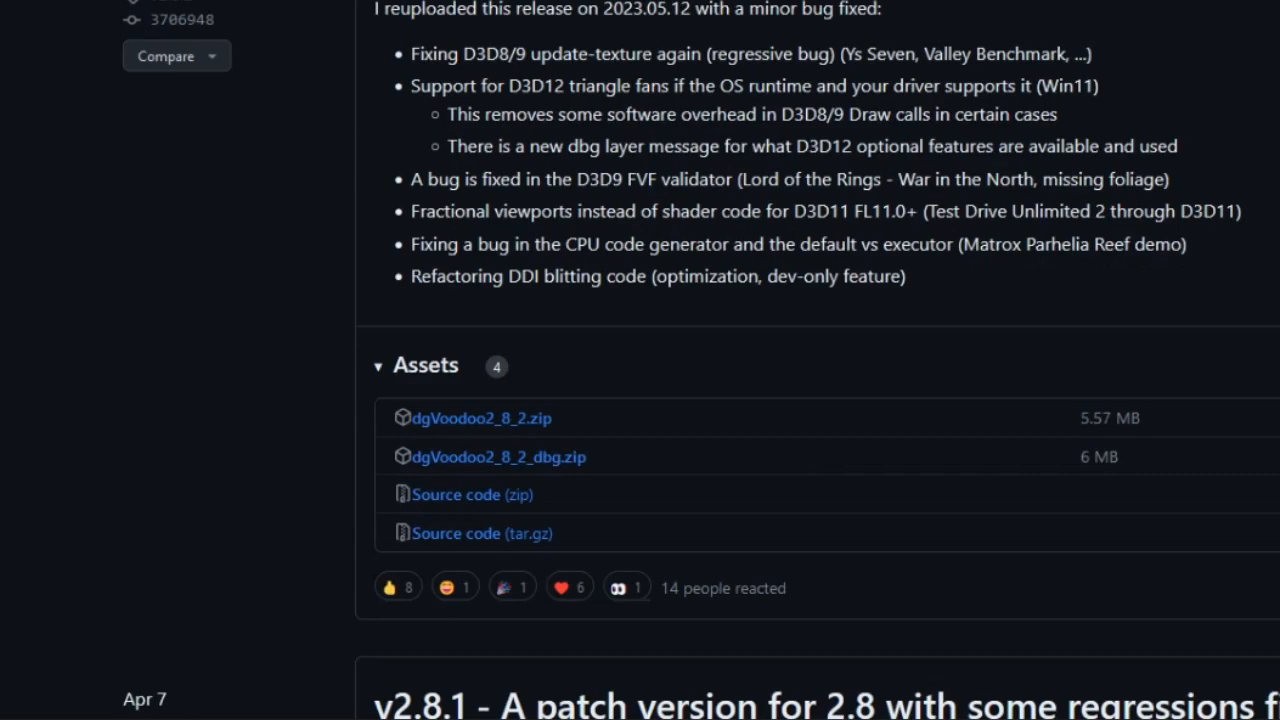 I reuploaded this release on 2023.05.12 with a minor bug fixed:
3706948
Compare
Fixing D3D8/9 update-texture again (regressive bug) (Ys Seven, Valley Benchmark, ...)
Support for D3D12 triangle fans if the OS runtime and your driver supports it (Win11)
This removes some software overhead in D3D8/9 Draw calls in certain cases
There is a new dbg layer message for what D3D12 optional features are available and used
A bug is fixed in the D3D9 FVF validator (Lord of the Rings - War in the North, missing foliage)
Fractional viewports instead of shader code for D3D11 FL11.0+ (Test Drive Unlimited 2 through D3D11)
Fixing a bug in the CPU code generator and the default vs executor (Matrox Parhelia Reef demo)
Refactoring DDI blitting code (optimization, dev-only feature)
Assets 4
dgVoodoo2_8_2.zip 5.57 MB
dgVoodoo2_8_2_dbg.zip 6 MB
Source code (zip)
Source code (tar.gz)
8 1 1 6 1 14 people reacted
Apr 7
v2.8.1 - A patch version for 2.8 with some regressions